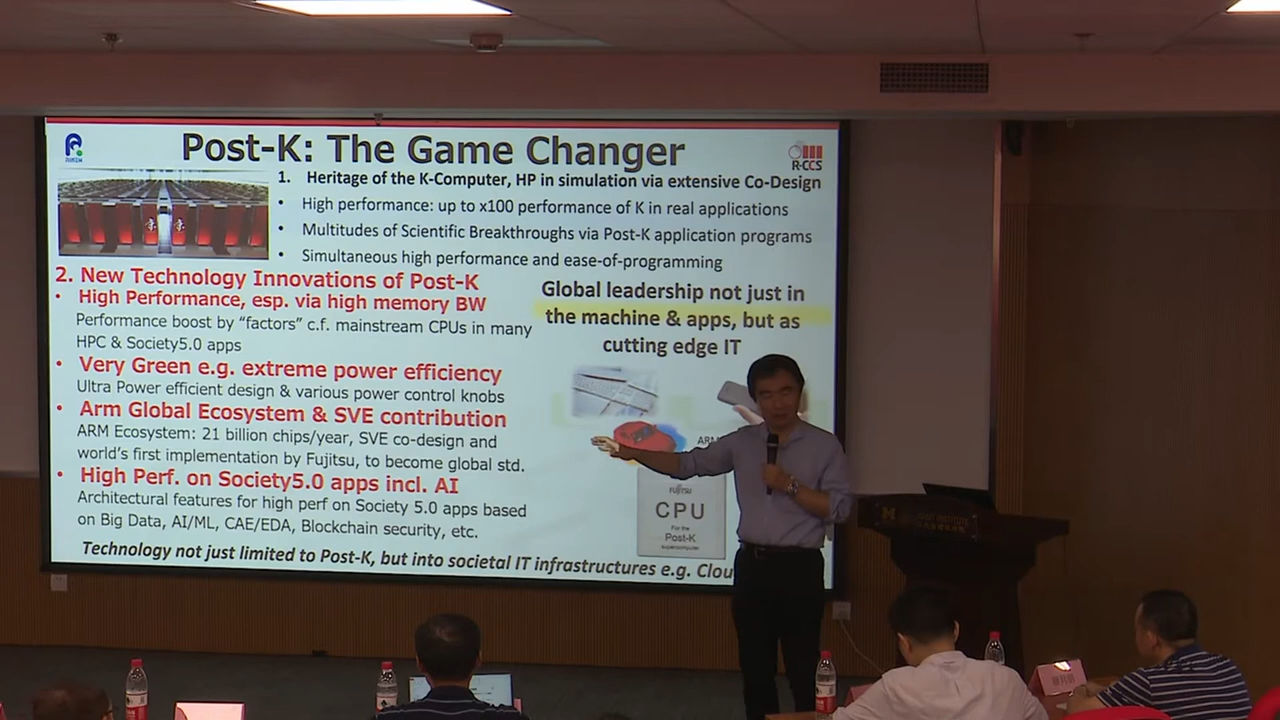 Post-K: The Game Changer
RIKEN
R-CCS
1. Heritage of the K-Computer, HP in simulation via extensive Co-Design
• High performance: up to x100 performance of K in real applications
• Multitudes of Scientific Breakthroughs via Post-K application programs
• Simultaneous high performance and ease-of-programming
2. New Technology Innovations of Post-K
• High Performance, esp. via high memory BW
Performance boost by “factors” c.f. mainstream CPUs in many
HPC & Society5.0 apps
• Very Green e.g. extreme power efficiency
Ultra Power efficient design & various power control knobs
• Arm Global Ecosystem & SVE contribution
ARM Ecosystem: 21 billion chips/year, SVE co-design and
world’s first implementation by Fujitsu, to become global std.
• High Perf. on Society5.0 apps incl. AI
Architectural features for high perf on Society 5.0 apps based
on Big Data, AI/ML, CAE/EDA, Blockchain security, etc.
Global leadership not just in
the machine & apps, but as
cutting edge IT
ARM
FUJITSU
CPU
For the
Post-K
supercomputer
Technology not just limited to Post-K, but into societal IT infrastructures e.g. Clou